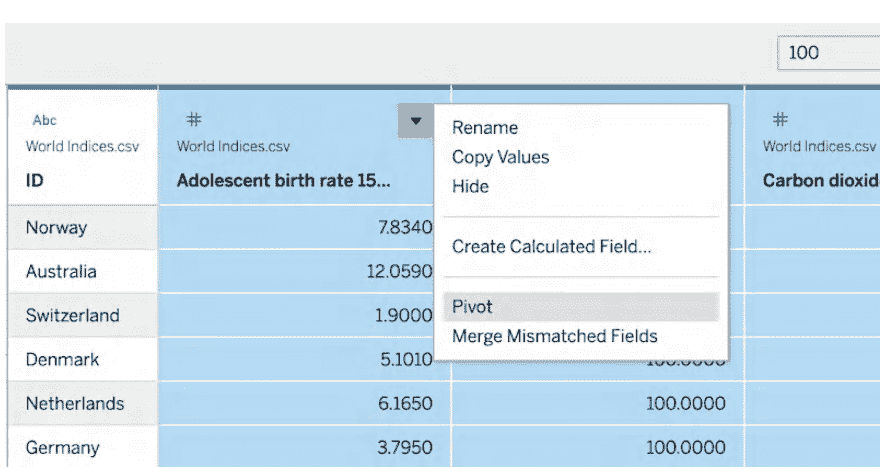 100
Abc
World Indices.csv
ID
World Indices.csv
Adolescent birth rate 15...
World Indices.csv
Carbon dioxid
Rename
Copy Values
Hide
Create Calculated Field...
Pivot
Merge Mismatched Fields
Norway 7.8340
Australia 12.0590
Switzerland 1.9000
Denmark 5.1010 100.0000
Netherlands 6.1650 100.0000
Germany 3.7950 100.0000